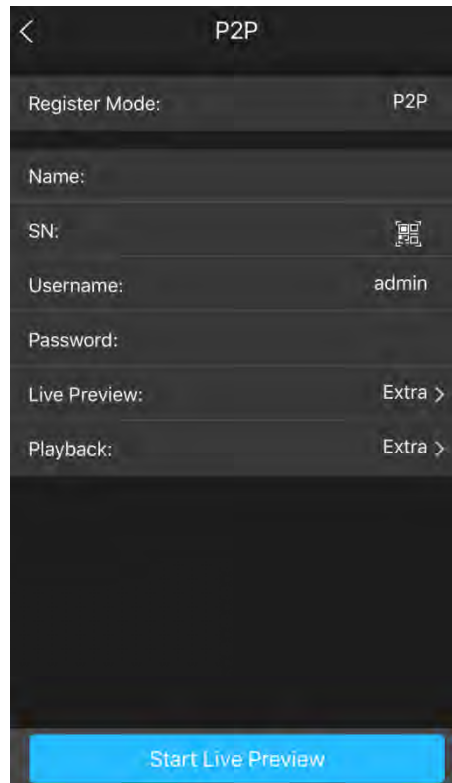 P2P
Register Mode: P2P
Name:
SN:
Username: admin
Password:
Live Preview: Extra >
Playback: Extra >
Start Live Preview